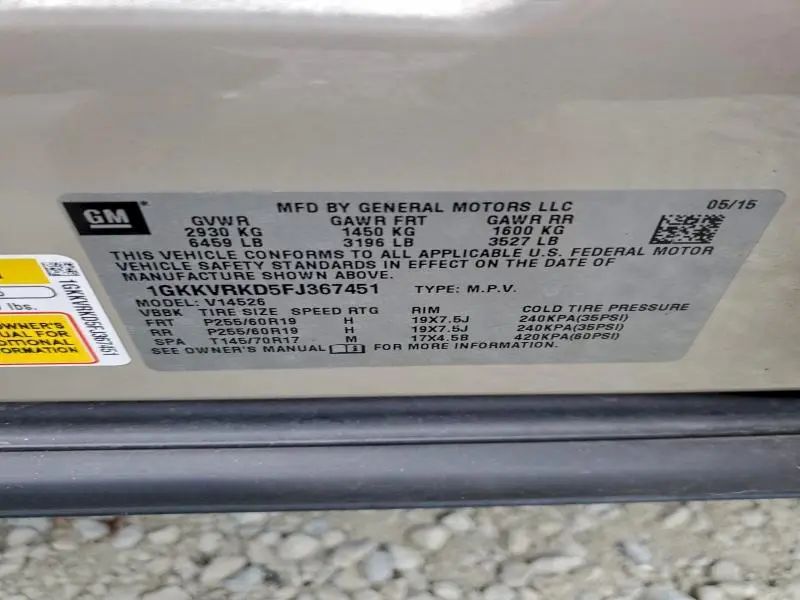 GM
MFD BY GENERAL MOTORS LLC 05/15
GVWR GAWR FRT GAWR RR
2930 KG 1450 KG 1600 KG
6459 LB 3196 LB 3527 LB
THIS VEHICLE CONFORMS TO ALL APPLICABLE U.S. FEDERAL MOTOR
VEHICLE SAFETY STANDARDS IN EFFECT ON THE DATE OF
MANUFACTURE SHOWN ABOVE.
1GKKVRKD5FJ367451 TYPE: M.P.V.
MODEL: V14526
VBBK TIRE SIZE SPEED RTG RIM COLD TIRE PRESSURE
FRT P255/60R19 H 19X7.5J 240KPA(35PSI)
RR P255/60R19 H 19X7.5J 240KPA(35PSI)
SPA T145/70R17 M 17X4.5B 420KPA(60PSI)
SEE OWNER'S MANUAL FOR MORE INFORMATION.
lbs.
OWNER'S
FOR
1GKKVRKD5FJ367451